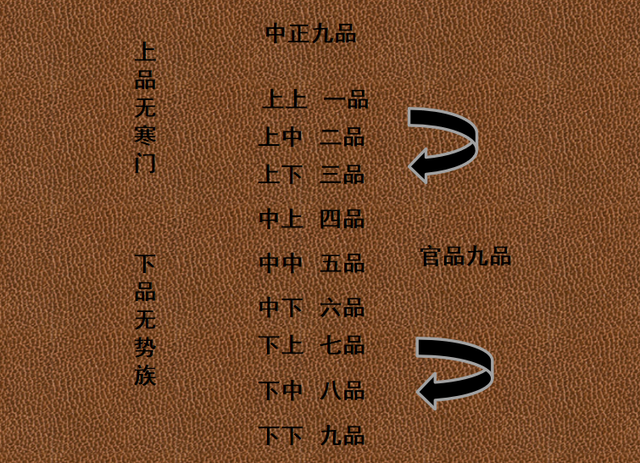 中正九品
上品无寒门
上上 一品
上中 二品
上下 三品
中上 四品
中中 五品
中下 六品
下上 七品
下中 八品
下下 九品
下品无势族
官品九品